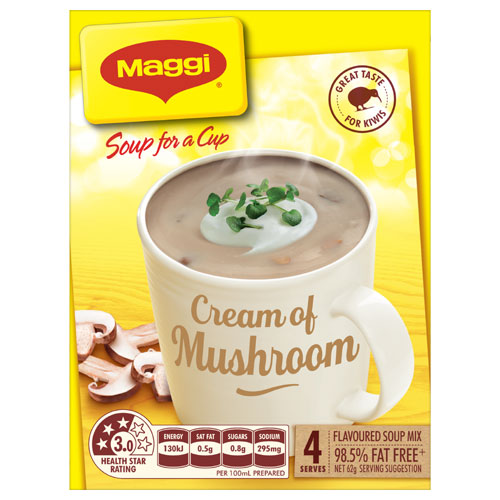 Maggi®
GREAT TASTE
FOR KIWIS
Soup for a Cup
Cream of
Mushroom
3.0
HEALTH STAR
RATING
ENERGY
130kJ
SAT FAT
0.5g
SUGARS
0.8g
SODIUM
295mg
PER 100mL PREPARED
4
SERVES
FLAVOURED SOUP MIX
98.5% FAT FREE+
NET 62g SERVING SUGGESTION